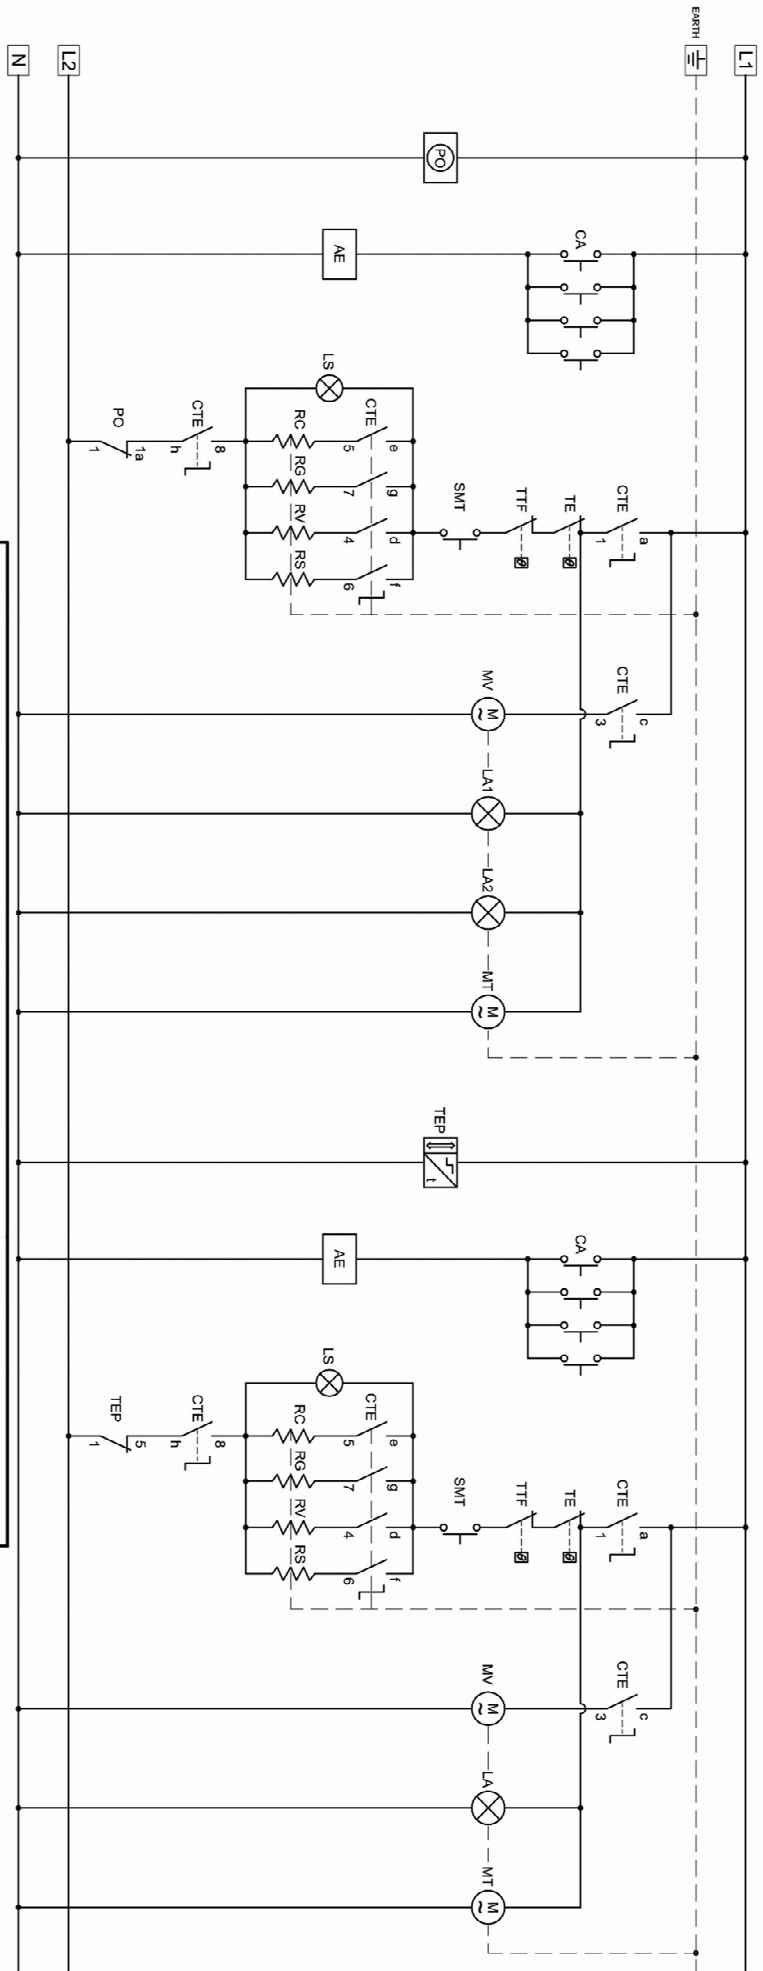 L1
EARTH
L2
N
PO
CA
AE
LS
CTE
RC
RG
RV
RS
e
g
d
f
5
7
4
6
CTE
8
h
PO
1a
1
SMT
TTF
TE
CTE
a
1
CTE
c
3
MV
M
~
LA1
LA2
MT
M
~
TEP
t
CA
AE
LS
CTE
RC
RG
RV
RS
e
g
d
f
5
7
4
6
CTE
8
h
TEP
5
1
SMT
TTF
TE
CTE
a
1
CTE
c
3
MV
M
~
LA
MT
M
~